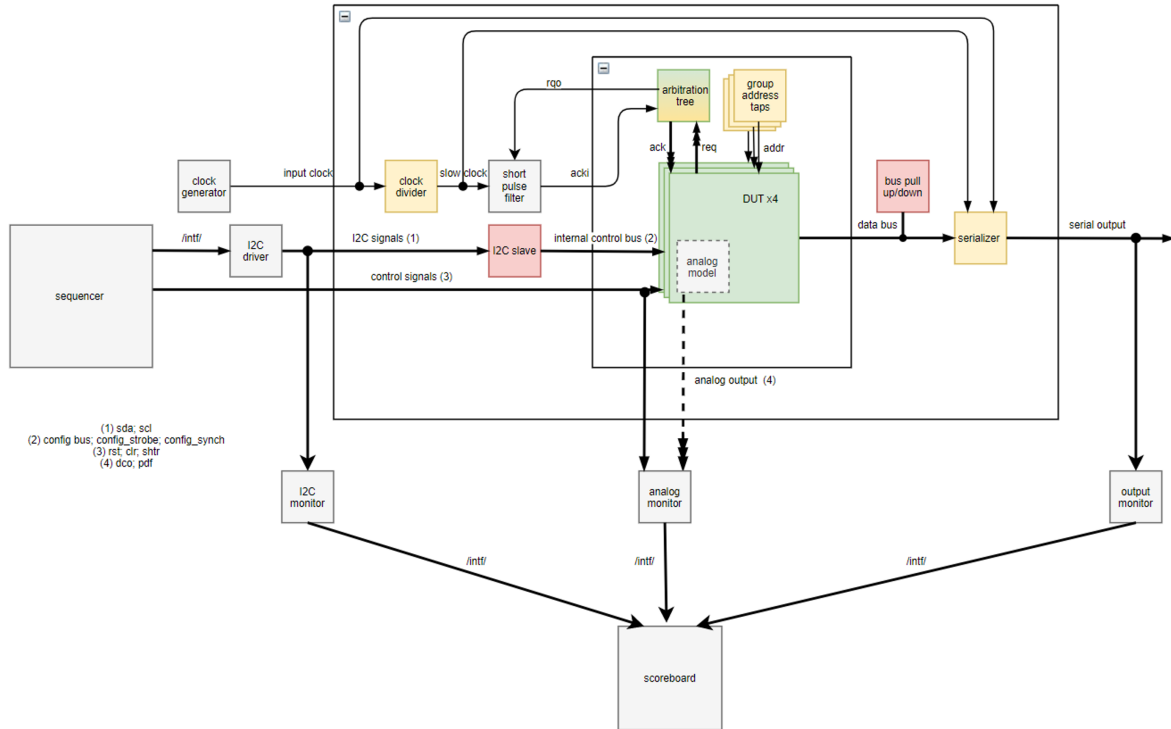 rqo
arbitration
tree
group
address
taps
ack
req
addr
clock
generator
input clock
clock
divider
slow clock
short
pulse
filter
acki
DUT x4
bus pull
up/down
/intf/
I2C
driver
I2C signals (1)
I2C slave
internal control bus (2)
analog
model
data bus
serializer
serial output
sequencer
control signals (3)
analog output (4)
(1) sda; scl
(2) config bus; config_strobe; config_synch
(3) rst; clr; shtr
(4) dco; pdf
I2C
monitor
analog
monitor
output
monitor
/intf/
/intf/
/intf/
scoreboard